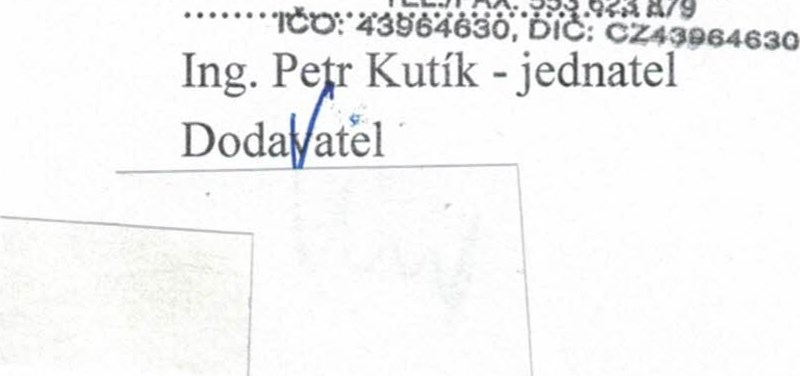 TEL./FAX: 553 623 879
IČO: 43964630, DIČ: CZ43964630
Ing. Petr Kutík - jednatel
Dodavatel